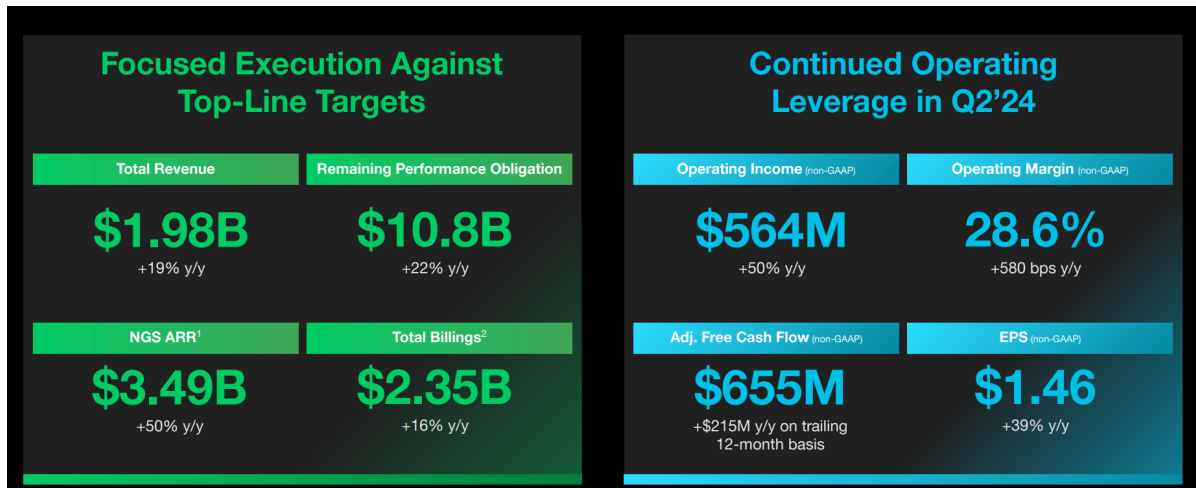 Focused Execution Against
Top-Line Targets
Total Revenue
$1.98B
+19% y/y
Remaining Performance Obligation
$10.8B
+22% y/y
NGS ARR1
$3.49B
+50% y/y
Total Billings2
$2.35B
+16% y/y
Continued Operating
Leverage in Q2’24
Operating Income (non-GAAP)
$564M
+50% y/y
Operating Margin (non-GAAP)
28.6%
+580 bps y/y
Adj. Free Cash Flow (non-GAAP)
$655M
+$215M y/y on trailing
12-month basis
EPS (non-GAAP)
$1.46
+39% y/y